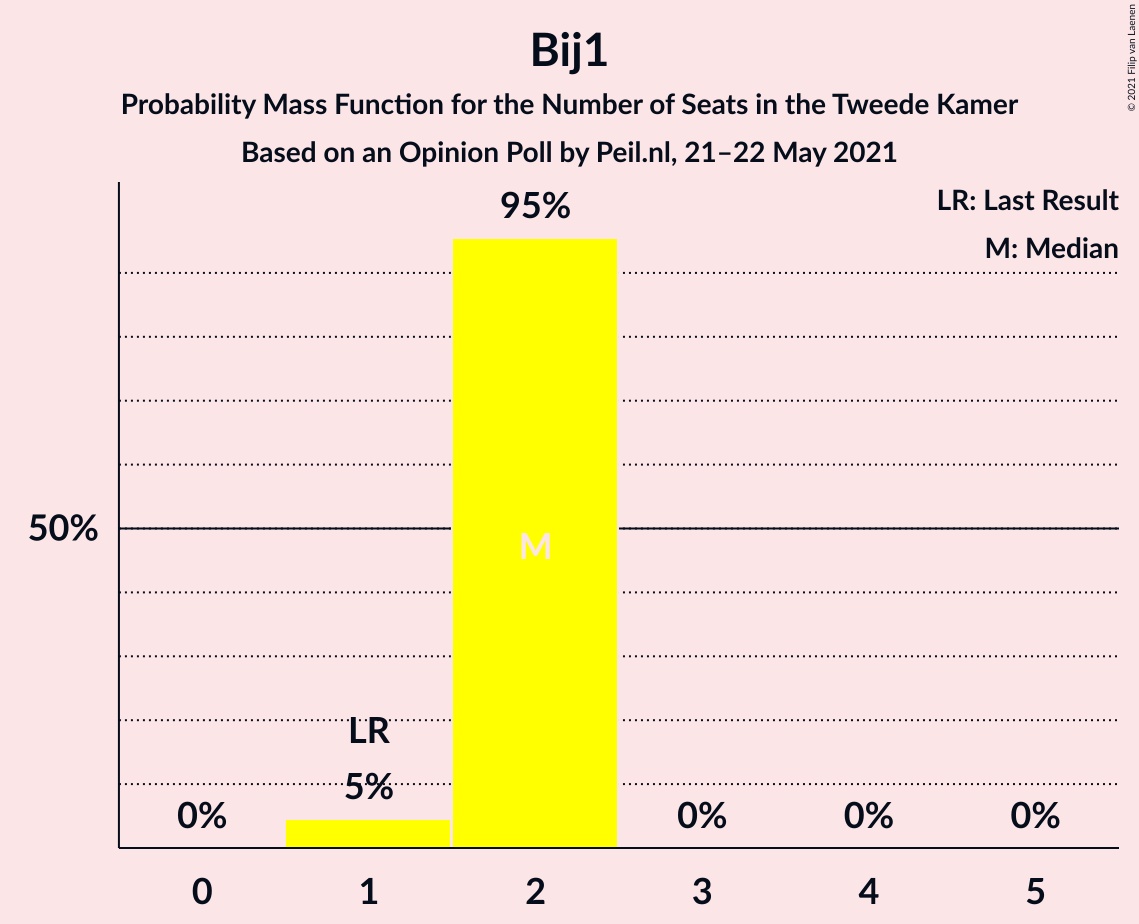 Bij1
Probability Mass Function for the Number of Seats in the Tweede Kamer
Based on an Opinion Poll by Peil.nl, 21–22 May 2021
© 2021 Filip van Laenen
LR: Last Result
M: Median
95%
50%
M
LR
5%
0%
0%
0%
0%
0
1
2
3
4
5